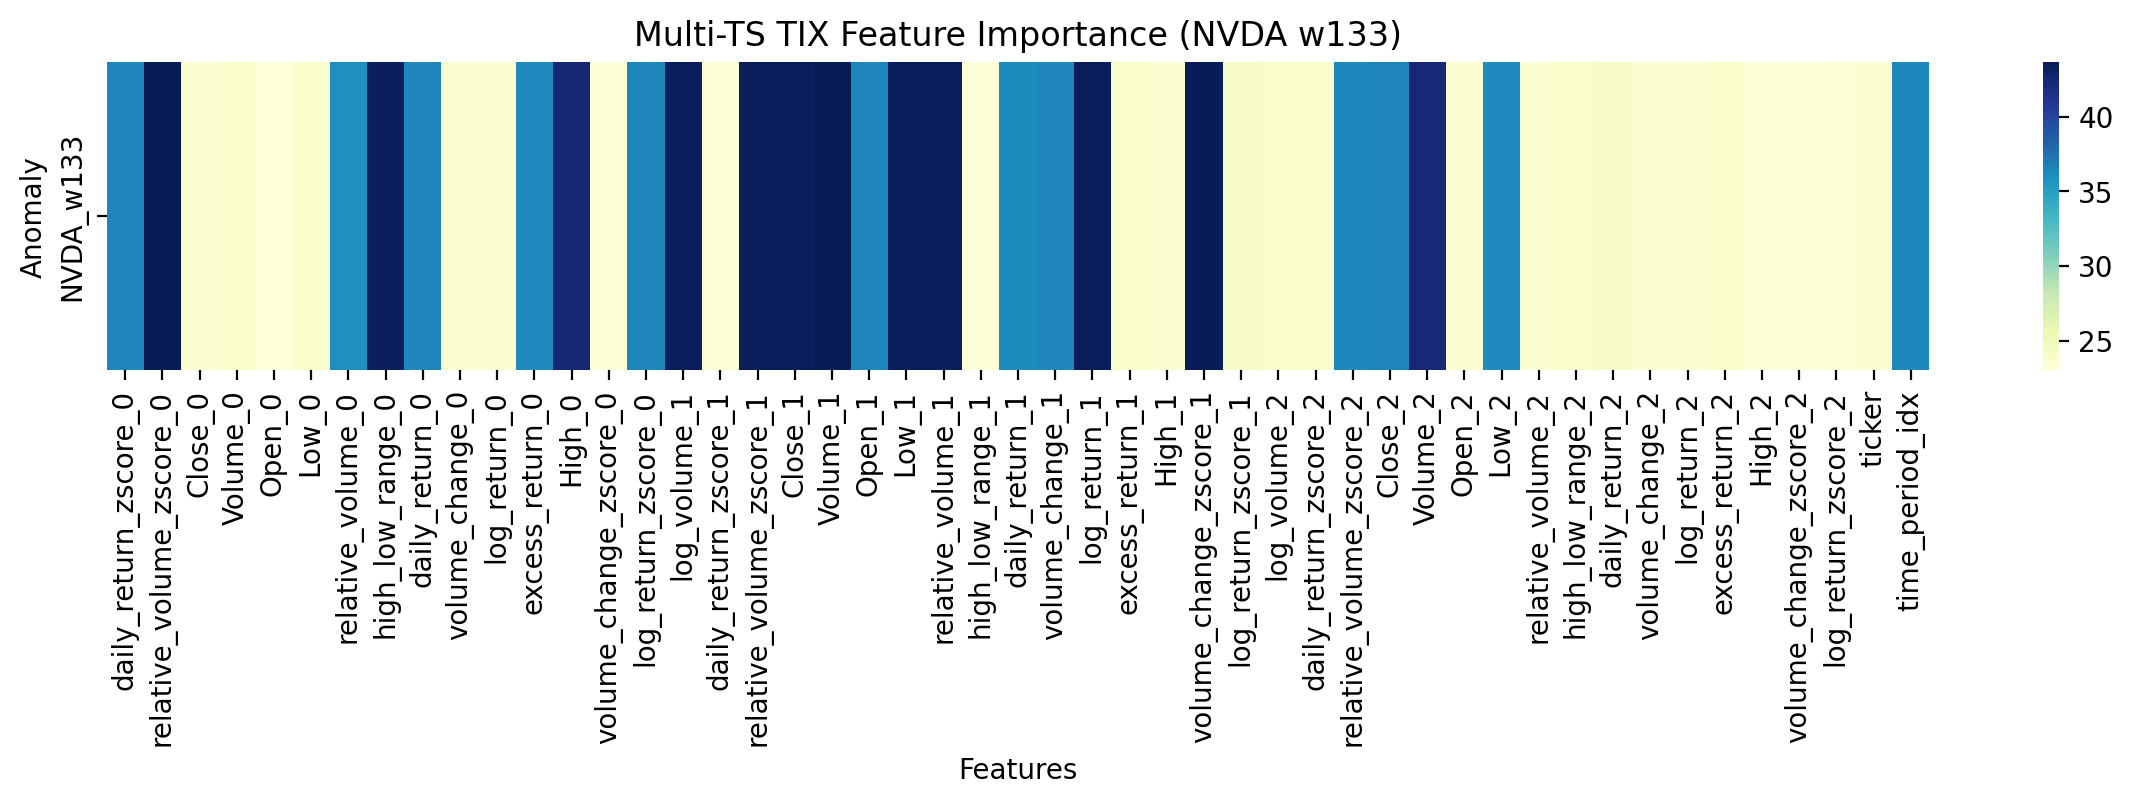 Multi-TS TIX Feature Importance (NVDA w133)
Anomaly
NVDA_w133
40
35
30
25
daily_return_zscore_0
relative_volume_zscore_0
Close_0
Volume_0
Open_0
Low_0
relative_volume_0
high_low_range_0
daily_return_0
volume_change_0
log_return_0
excess_return_0
High_0
volume_change_zscore_0
log_return_zscore_0
log_volume_1
daily_return_zscore_1
relative_volume_zscore_1
Close_1
Volume_1
Open_1
Low_1
relative_volume_1
high_low_range_1
daily_return_1
volume_change_1
log_return_1
excess_return_1
High_1
volume_change_zscore_1
log_return_zscore_1
log_volume_2
daily_return_zscore_2
relative_volume_zscore_2
Close_2
Volume_2
Open_2
Low_2
relative_volume_2
high_low_range_2
daily_return_2
volume_change_2
log_return_2
excess_return_2
High_2
volume_change_zscore_2
log_return_zscore_2
ticker
time_period_idx
Features